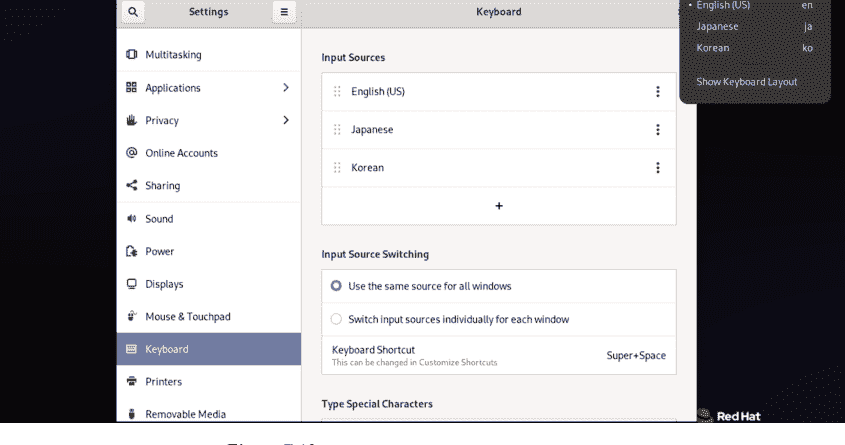 Settings
Keyboard
English (US) en
Japanese ja
Korean ko
Show Keyboard Layout
Multitasking
Applications
Privacy
Online Accounts
Sharing
Sound
Power
Displays
Mouse & Touchpad
Keyboard
Printers
Removable Media
Input Sources
English (US)
Japanese
Korean
+
Input Source Switching
Use the same source for all windows
Switch input sources individually for each window
Keyboard Shortcut
This can be changed in Customize Shortcuts
Super+Space
Type Special Characters
Red Hat